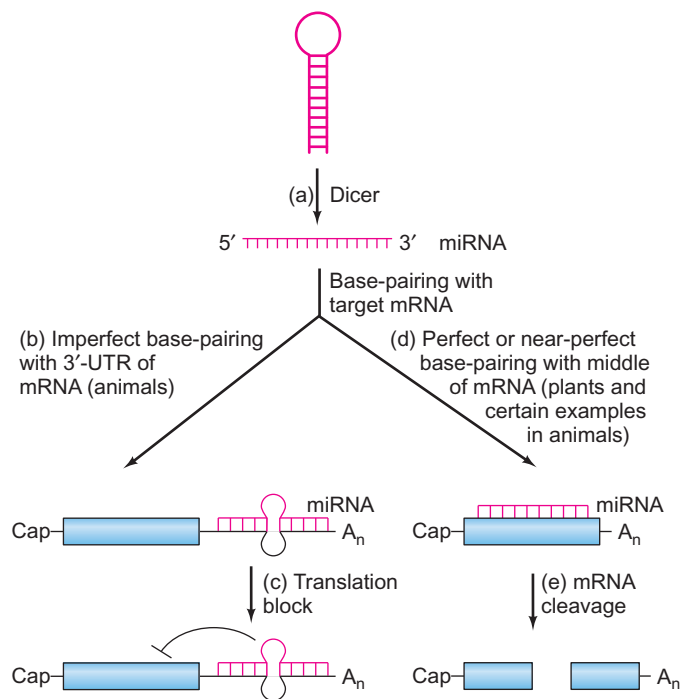 (a) Dicer
5′ 3′ miRNA
Base-pairing with
target mRNA
(b) Imperfect base-pairing
with 3′-UTR of
mRNA (animals)
(d) Perfect or near-perfect
base-pairing with middle
of mRNA (plants and
certain examples
in animals)
miRNA
Cap Aₙ
miRNA
Cap Aₙ
(c) Translation
block
(e) mRNA
cleavage
Cap Aₙ
Cap Aₙ